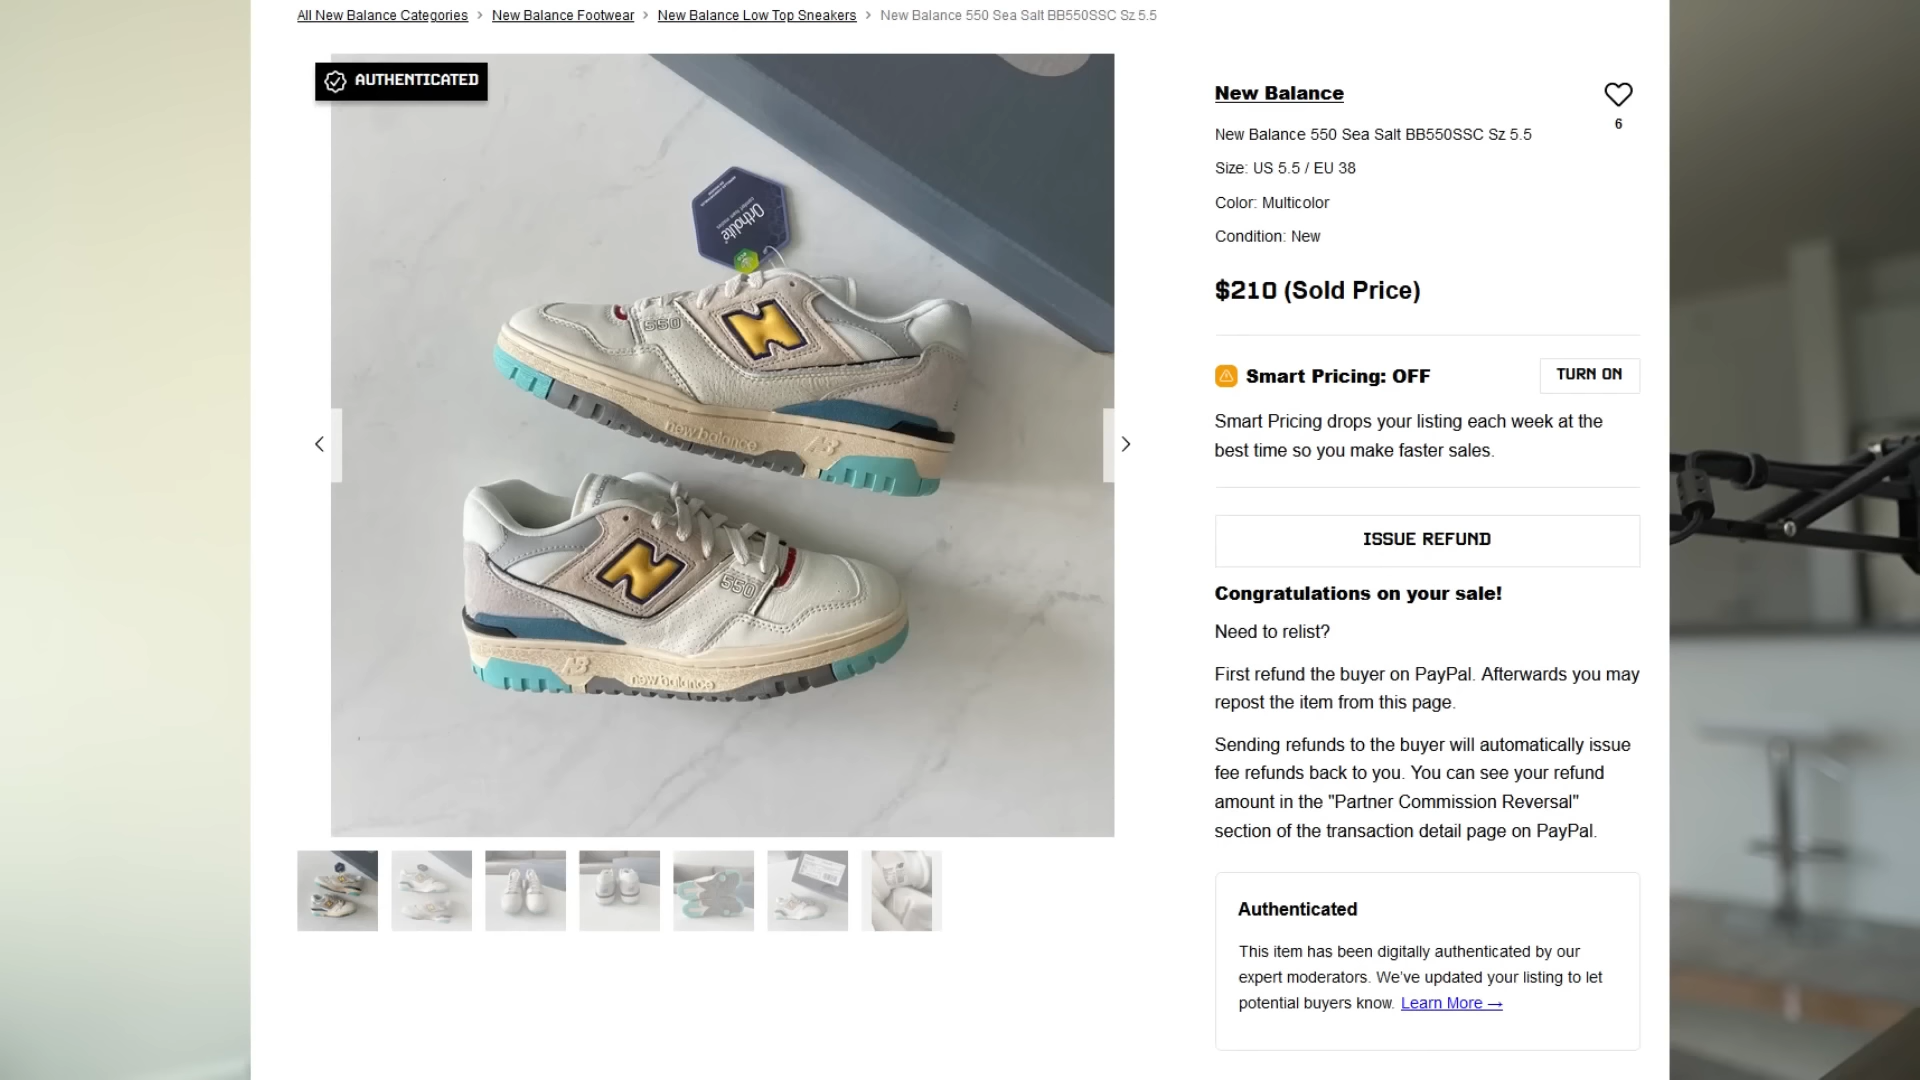 All New Balance Categories > New Balance Footwear > New Balance Low Top Sneakers > New Balance 550 Sea Salt BB550SSC Sz 5.5
AUTHENTICATED
Ortholite
550
new balance
550
new balance
New Balance
6
New Balance 550 Sea Salt BB550SSC Sz 5.5
Size: US 5.5 / EU 38
Color: Multicolor
Condition: New
$210 (Sold Price)
Smart Pricing: OFF
TURN ON
Smart Pricing drops your listing each week at the
best time so you make faster sales.
ISSUE REFUND
Congratulations on your sale!
Need to relist?
First refund the buyer on PayPal. Afterwards you may
repost the item from this page.
Sending refunds to the buyer will automatically issue
fee refunds back to you. You can see your refund
amount in the "Partner Commission Reversal"
section of the transaction detail page on PayPal.
Authenticated
This item has been digitally authenticated by our
expert moderators. We've updated your listing to let
potential buyers know. Learn More →